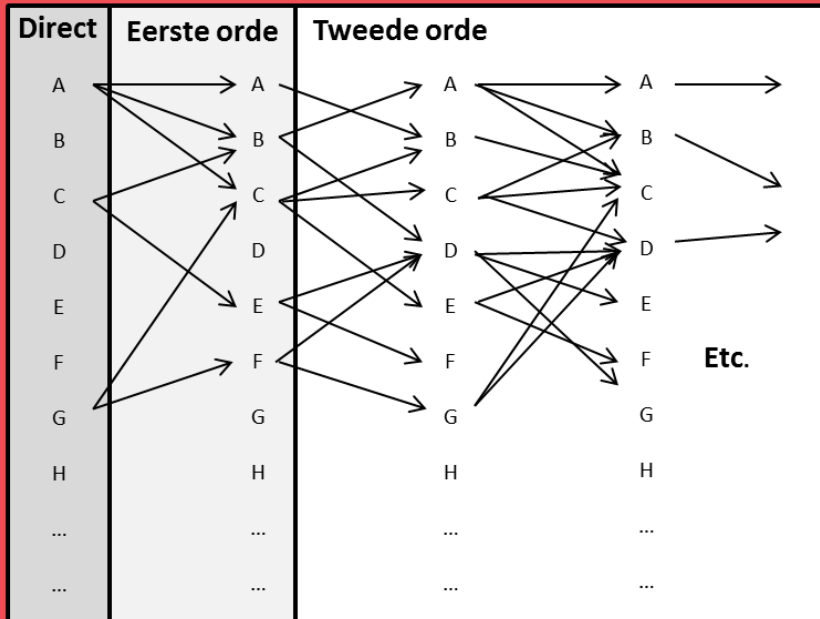 Direct Eerste orde Tweede orde
A A A A
B B B B
C C C C
D D D D
E E E E
F F F F Etc.
G G G G
H H H H
... ... ... ...
... ... ... ...